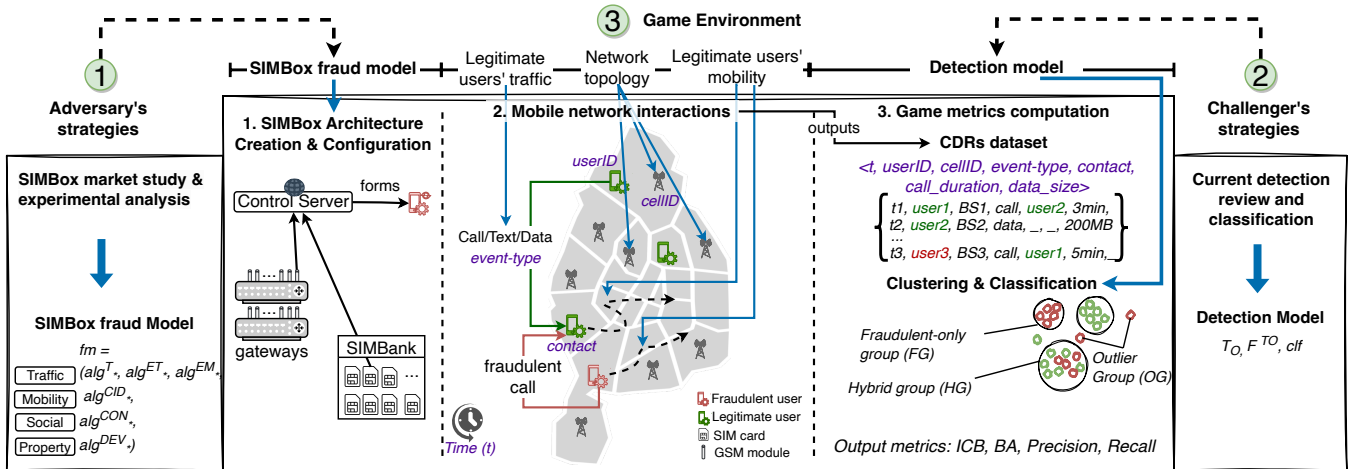 3
Game Environment
1
Adversary's
strategies
SIMBox fraud model
Legitimate
users' traffic
Network
topology
Legitimate users'
mobility
Detection model
2
Challenger's
strategies
SIMBox market study &
experimental analysis
SIMBox fraud Model
fm =
Traffic (alg^T*, alg^ET*, alg^EM*,
Mobility alg^CID*,
Social alg^CON*,
Property alg^DEV*)
1. SIMBox Architecture
Creation & Configuration
Control Server
forms
gateways
SIMBank
...
2. Mobile network interactions
userID
cellID
Call/Text/Data
event-type
contact
fraudulent
call
Time (t)
Fraudulent user
Legitimate user
SIM card
GSM module
outputs
3. Game metrics computation
CDRs dataset
<t, userID, cellID, event-type, contact,
call_duration, data_size>
t1, user1, BS1, call, user2, 3min,_
t2, user2, BS2, data, _, _, 200MB
...
t3, user3, BS3, call, user1, 5min,_
Clustering & Classification
Fraudulent-only
group (FG)
Hybrid group (HG)
Outlier
Group (OG)
Output metrics: ICB, BA, Precision, Recall
Current detection
review and
classification
Detection Model
T_O, F^TO, clf